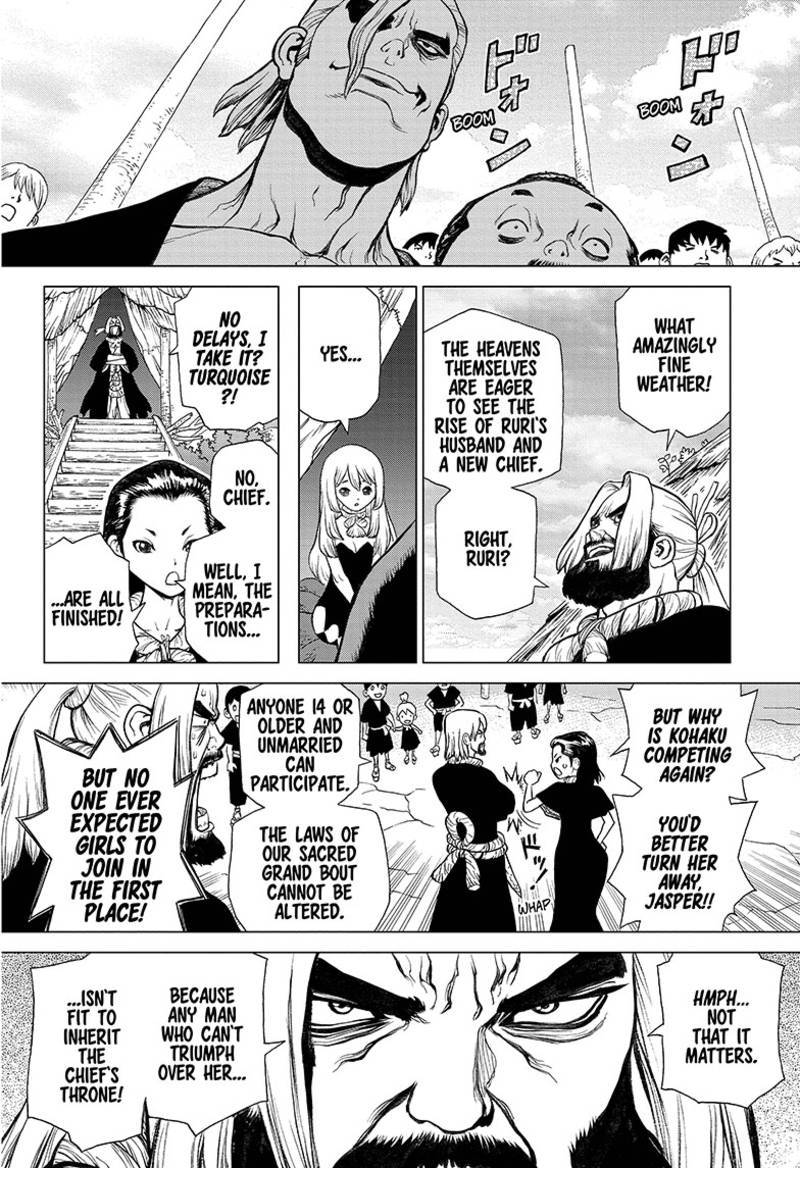 ドォン
BOOM
ドォン
BOOM
WHAT
AMAZINGLY
FINE
WEATHER!
THE HEAVENS
THEMSELVES
ARE EAGER
TO SEE THE
RISE OF RURI'S
HUSBAND AND
A NEW CHIEF.
RIGHT,
RURI?
YES...
NO
DELAYS, I
TAKE IT?
TURQUOISE
?!
NO,
CHIEF.
WELL, I
MEAN, THE
PREPARA-
TIONS...
...ARE ALL
FINISHED!
BUT WHY
IS KOHAKU
COMPETING
AGAIN?
YOU'D
BETTER
TURN HER
AWAY,
JASPER!!
ドッ
WHAP
ANYONE 14 OR
OLDER AND
UNMARRIED CAN
PARTICIPATE.
THE LAWS OF
OUR SACRED
GRAND BOUT
CANNOT BE
ALTERED.
BUT NO
ONE EVER
EXPECTED
GIRLS TO
JOIN IN
THE FIRST
PLACE!
HMPH...
NOT
THAT IT
MATTERS.
BECAUSE
ANY MAN
WHO CAN'T
TRIUMPH
OVER HER...
...ISN'T
FIT TO
INHERIT
THE
CHIEF'S
THRONE!